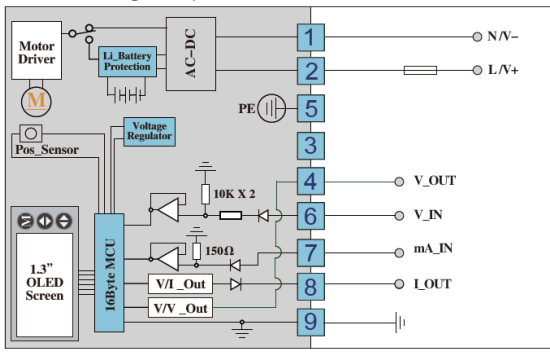 Motor
Driver
M
Li_Battery
Protection
AC-DC
1
N/V-
2
L/V+
PE
5
3
Pos_Sensor
Voltage
Regulator
4
V_OUT
10K X 2
6
V_IN
150Ω
7
mA_IN
1.3”
OLED
Screen
16Byte MCU
V/I _Out
8
I_OUT
V/V _Out
9